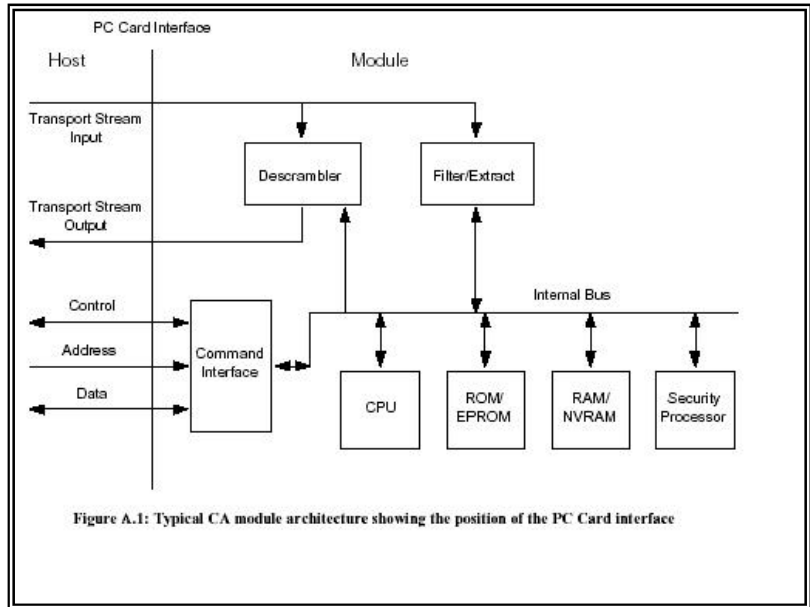 PC Card Interface
Host
Module
Transport Stream
Input
Descrambler
Filter/Extract
Transport Stream
Output
Internal Bus
Control
Address
Data
Command
Interface
CPU
ROM/
EPROM
RAM/
NVRAM
Security
Processor
Figure A.1: Typical CA module architecture showing the position of the PC Card interface